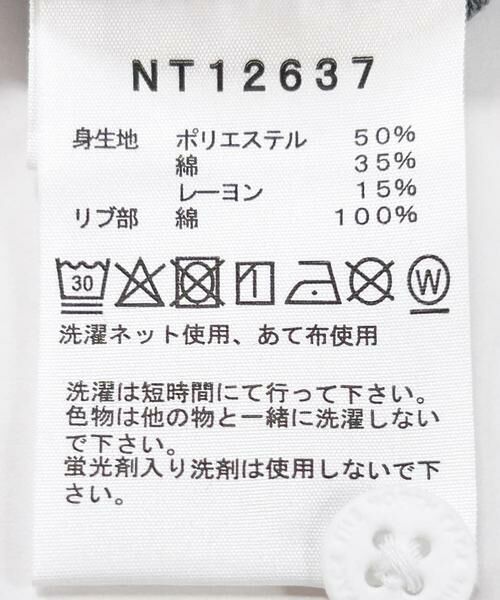 NT12637
身生地 ポリエステル 50%
綿 35%
レーヨン 15%
リブ部 綿 100%
30 W
洗濯ネット使用、あて布使用
洗濯は短時間にて行って下さい。
色物は他の物と一緒に洗濯しない
で下さい。
蛍光剤入り洗剤は使用しないで下
さい。